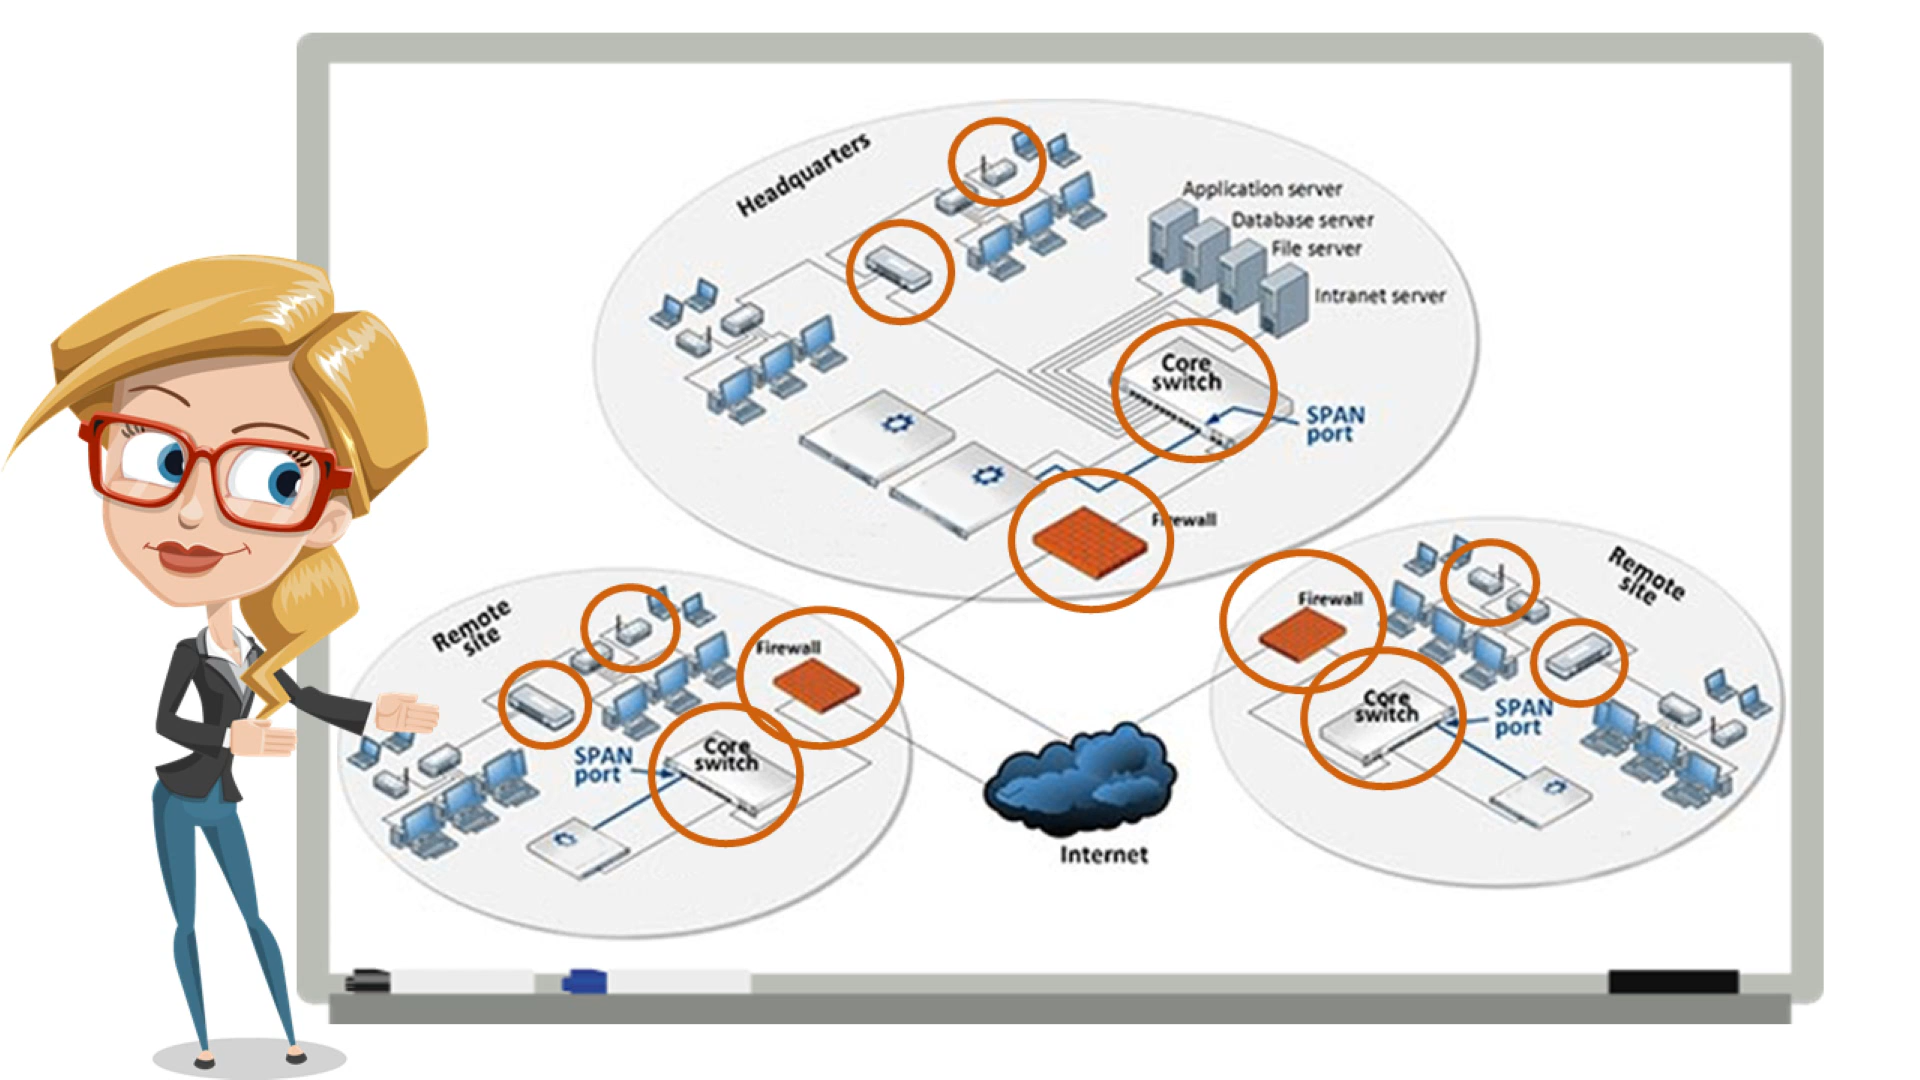 Headquarters
Application server
Database server
File server
Intranet server
Core
switch
SPAN
port
Firewall
Remote
site
Firewall
SPAN
port
Core
switch
Firewall
Remote
site
Core
switch
SPAN
port
Internet